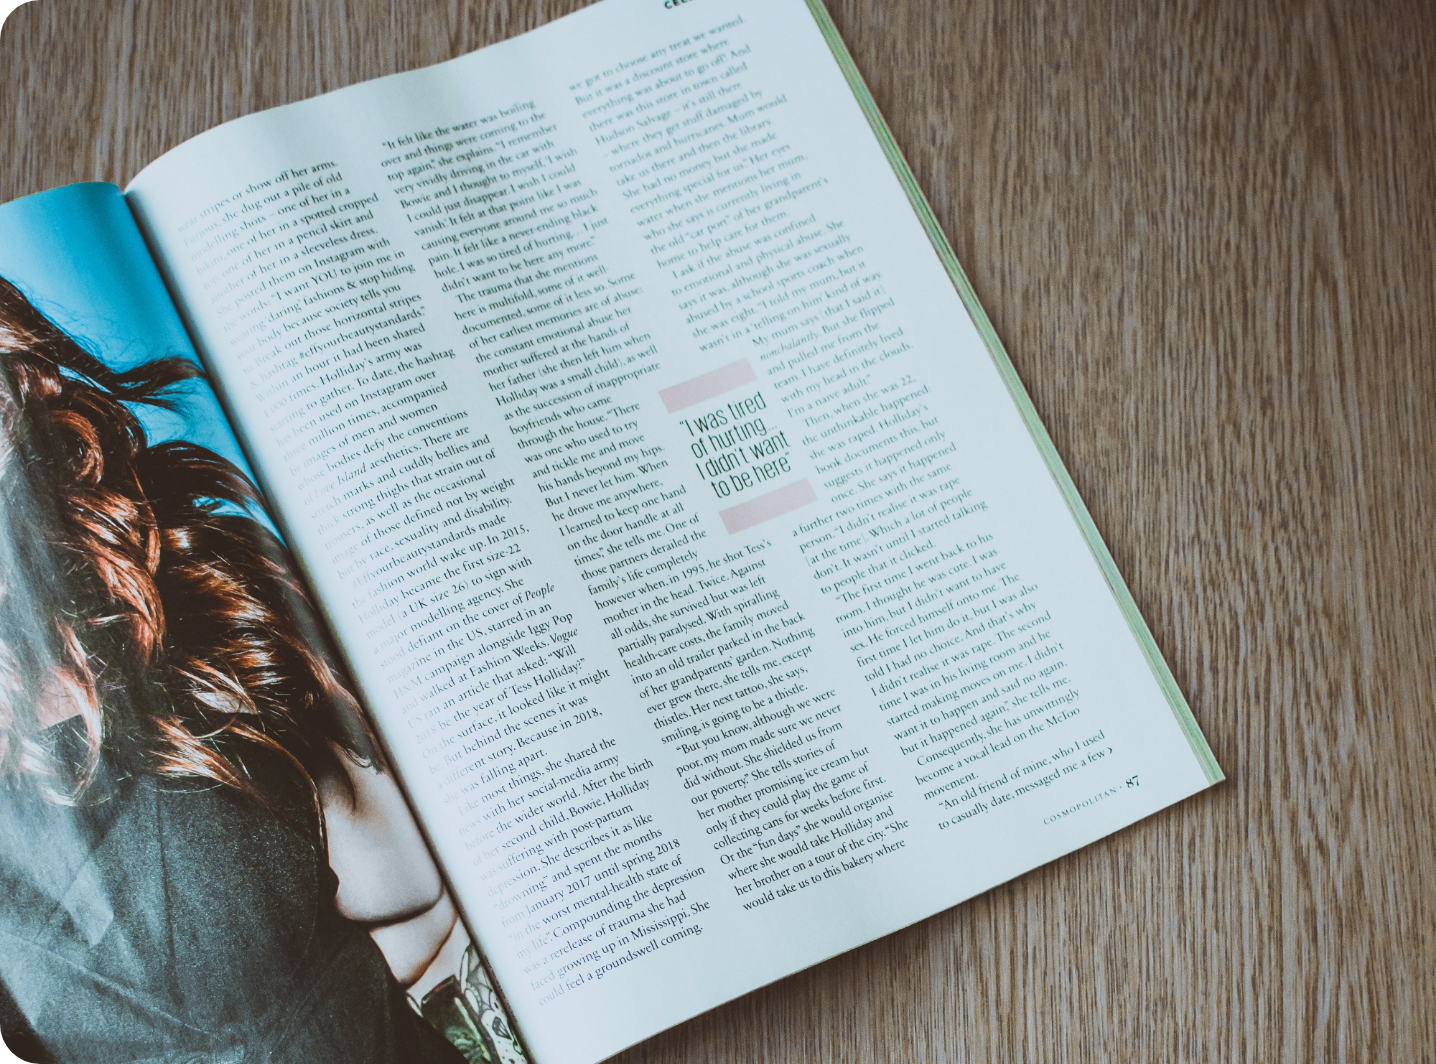 CEL
wear stripes or show off her arms.
Furious, she dug out a pile of old
modelling shots – one of her in a
bikini, one of her in a spotted cropped
top, one of her in a pencil skirt and
another of her in a sleeveless dress.
She posted them on Instagram with
the words: "I want YOU to join me in
wearing daring fashions & stop hiding
your body because society tells you
to. Break out those horizontal stripes
& hashtag #effyourbeautystandards."
Within an hour it had been shared
1,000 times. Holliday's army was
starting to gather. To date, the hashtag
has been used on Instagram over
three million times, accompanied
by images of men and women
whose bodies defy the conventions
of Love Island aesthetics. There are
stretch marks and cuddly bellies and
thick, strong thighs that strain out of
trousers, as well as the occasional
image of those defined not by weight
but by race, sexuality and disability.
#Effyourbeautystandards made
the fashion world wake up. In 2015,
Holliday became the first size-22
model (a UK size 26) to sign with
a major modelling agency. She
stood defiant on the cover of People
magazine in the US, starred in an
H&M campaign alongside Iggy Pop
and walked at Fashion Weeks. Vogue
US ran an article that asked: "Will
2015 be the year of Tess Holliday?"
On the surface, it looked like it might
be. But behind the scenes it was
a different story. Because in 2018,
she was falling apart.
Like most things, she shared the
news with her social-media army
before the wider world. After the birth
of her second child, Bowie, Holliday
was suffering with post-partum
depression. She describes it as like
"drowning" and spent the months
from January 2017 until spring 2018
"in the worst mental-health state of
my life". Compounding the depression
was a rerelease of trauma she had
faced growing up in Mississippi. She
could feel a groundswell coming.
"It felt like the water was boiling
over and things were coming to the
top again," she explains. "I remember
very vividly driving in the car with
Bowie and I thought to myself, 'I wish
I could just disappear. I wish I could
vanish.' It felt at that point like I was
causing everyone around me so much
pain. It felt like a never-ending black
hole. I was so tired of hurting… I just
didn't want to be here any more."
The trauma that she mentions
here is multifold, some of it well-
documented, some of it less so. Some
of her earliest memories are of abuse:
the constant emotional abuse her
mother suffered at the hands of
her father (she then left him when
Holliday was a small child), as well
as the succession of inappropriate
boyfriends who came
through the house. "There
was one who used to try
and tickle me and move
his hands beyond my hips.
But I never let him. When
he drove me anywhere,
I learned to keep one hand
on the door handle at all
times," she tells me. One of
those partners derailed the
family's life completely
however when, in 1995, he shot Tess's
mother in the head. Twice. Against
all odds, she survived but was left
partially paralysed. With spiralling
health-care costs, the family moved
into an old trailer parked in the back
of her grandparents' garden. Nothing
ever grew there, she tells me, except
thistles. Her next tattoo, she says,
smiling, is going to be a thistle.
"But you know, although we were
poor, my mom made sure we never
did without. She shielded us from
our poverty." She tells stories of
her mother promising ice cream but
only if they could play the game of
collecting cans for weeks before first.
Or the "fun days" she would organise
where she would take Holliday and
her brother on a tour of the city. "She
would take us to this bakery where
we got to choose any treat we wanted.
But it was a discount store where
everything was about to go off! And
there was this store in town called
Hudson Salvage – it's still there
– where they get stuff damaged by
tornados and hurricanes. Mum would
take us there and then the library.
She had no money but she made
everything special for us." Her eyes
water when she mentions her mum,
who she says is currently living in
the old "car port" of her grandparent's
home to help care for them.
I ask if the abuse was confined
to emotional and physical abuse. She
says it was, although she was sexually
abused by a school sports coach when
she was eight. "I told my mum, but it
wasn't in a 'telling on him' kind of way.
My mum says [that I said it]
nonchalantly. But she flipped
and pulled me from the
team. I have definitely lived
with my head in the clouds.
I'm a naive adult."
Then, when she was 22,
the unthinkable happened:
she was raped. Holliday's
book documents this, but
suggests it happened only
once. She says it happened
a further two times with the same
person. "I didn't realise it was rape
[at the time]. Which a lot of people
don't. It wasn't until I started talking
to people that it clicked.
"The first time I went back to his
room. I thought he was cute. I was
into him, but I didn't want to have
sex. He forced himself onto me. The
first time I let him do it, but I was also
told I had no choice. And that's why
I didn't realise it was rape. The second
time I was in his living room and he
started making moves on me. I didn't
want it to happen and said no again,
but it happened again," she tells me.
Consequently, she has unwittingly
become a vocal lead on the MeToo
movement.
"An old friend of mine, who I used
to casually date, messaged me a few ›
"I was tired
of hurting…
I didn't want
to be here"
COSMOPOLITAN · 87